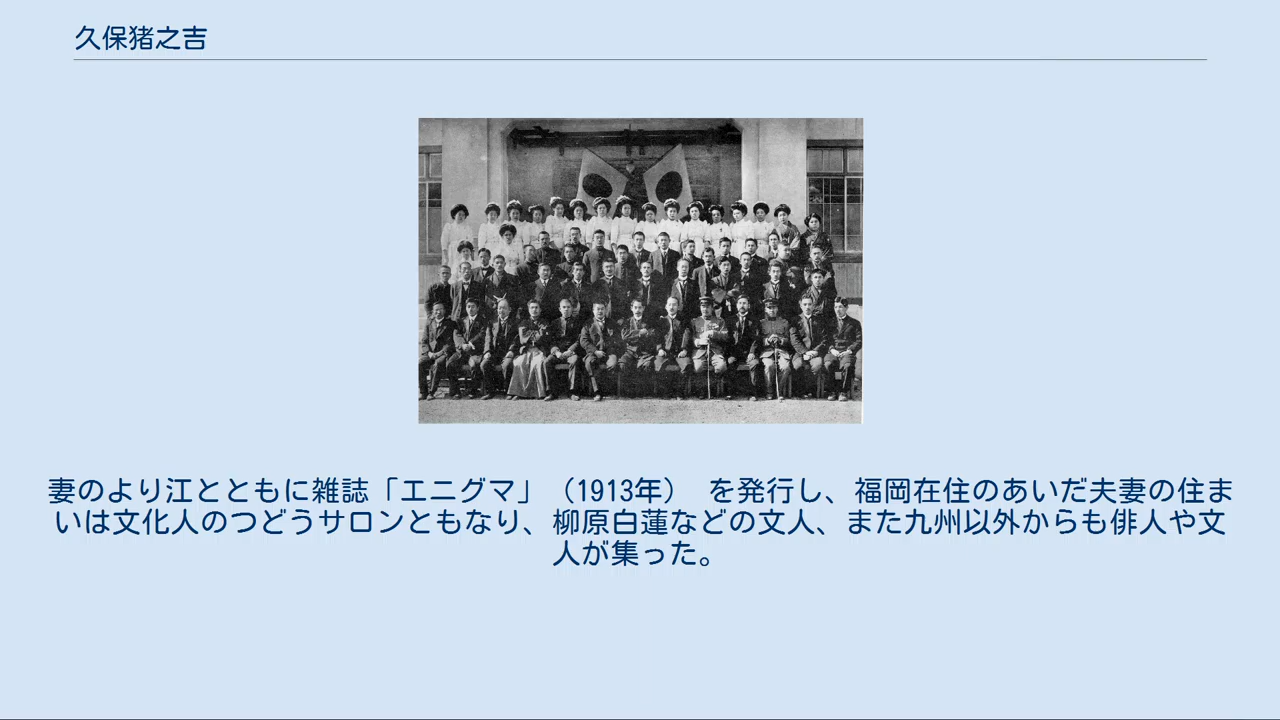 久保猪之吉
妻のより江とともに雑誌「エニグマ」（1913年） を発行し、福岡在住のあいだ夫妻の住ま
いは文化人のつどうサロンともなり、柳原白蓮などの文人、また九州以外からも俳人や文
人が集った。